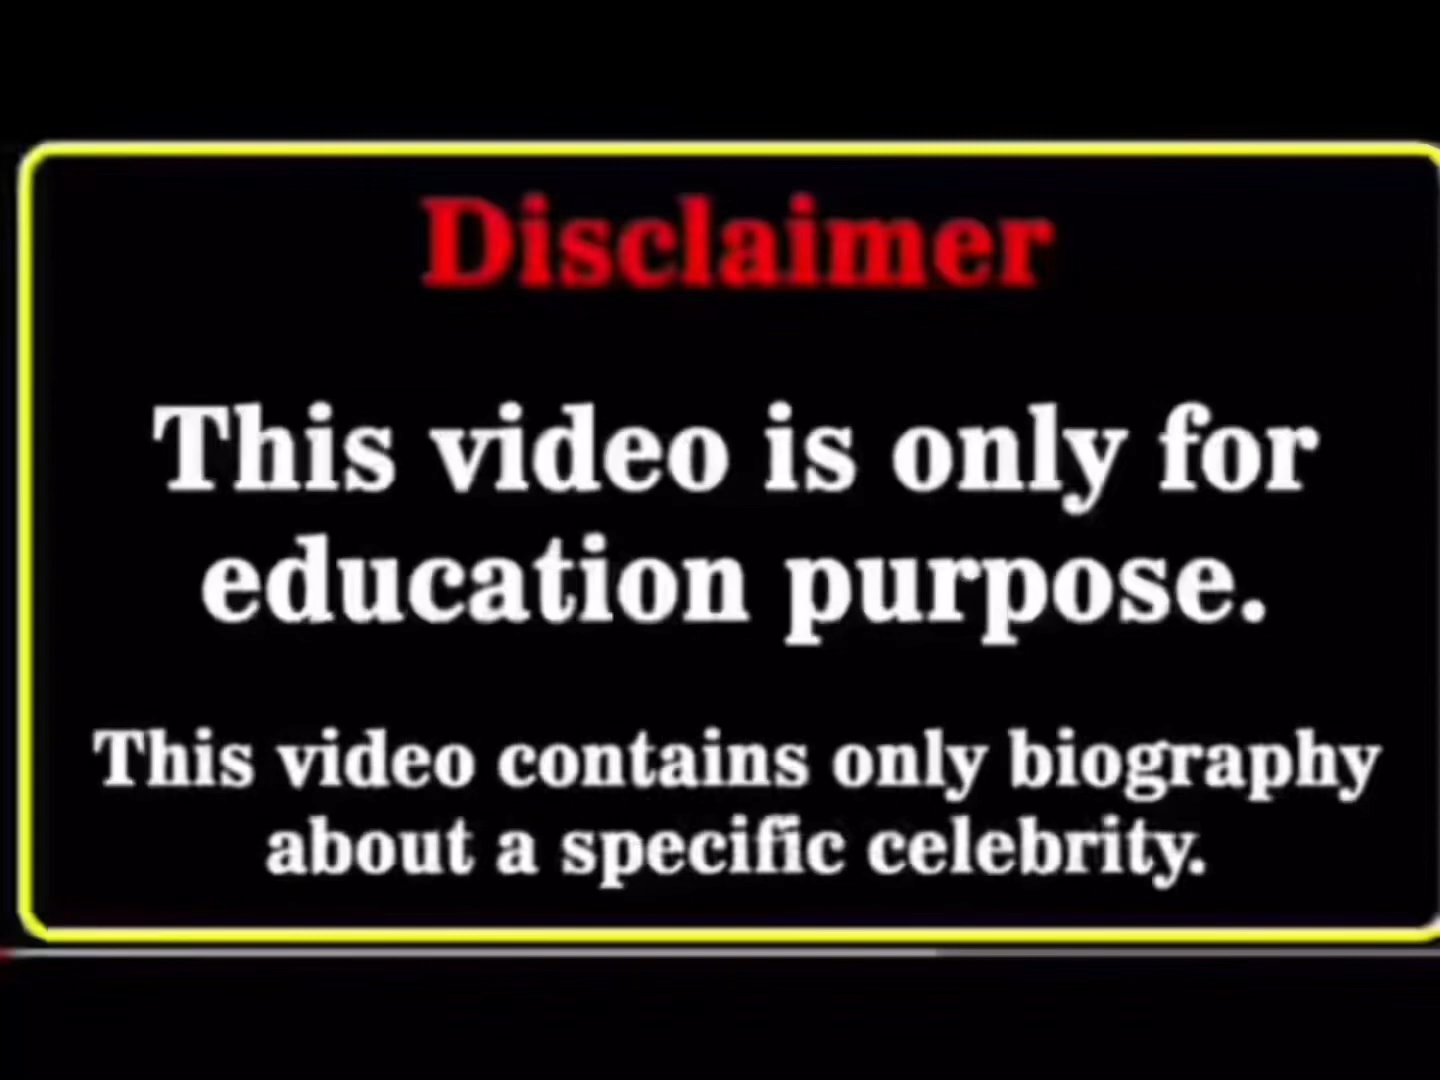 Disclaimer
This video is only for
education purpose.
This video contains only biography
about a specific celebrity.